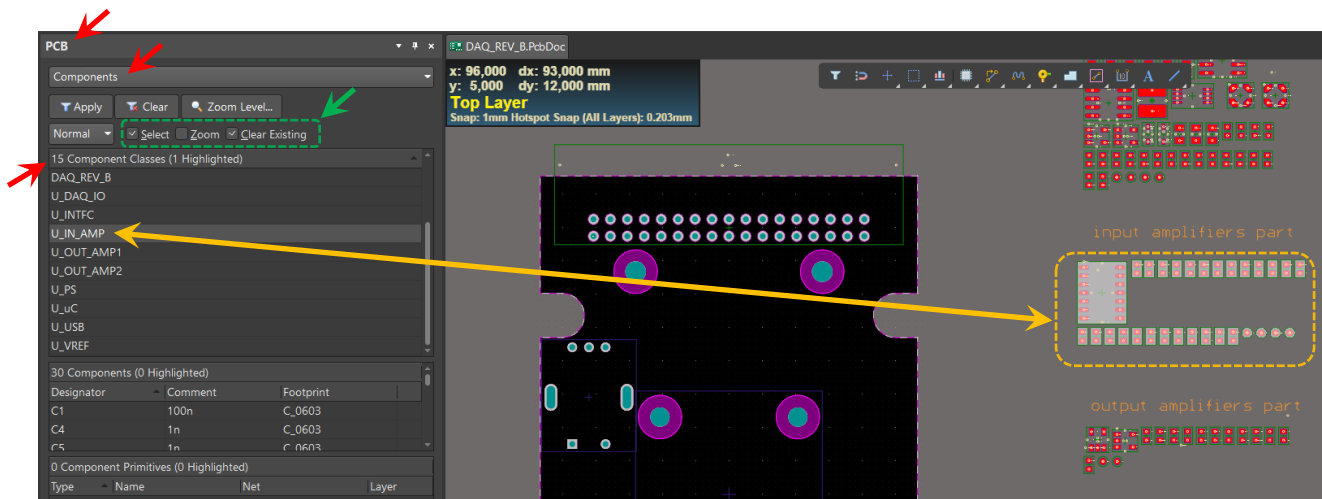 PCB
DAQ_REV_B.PcbDoc
Components
x: 96,000 dx: 93,000 mm
y: 5,000 dy: 12,000 mm
Top Layer
Snap: 1mm Hotspot Snap (All Layers): 0.203mm
Apply
Clear
Zoom Level...
Normal
Select
Zoom
Clear Existing
15 Component Classes (1 Highlighted)
DAQ_REV_B
U_DAQ_IO
U_INTFC
U_IN_AMP
U_OUT_AMP1
U_OUT_AMP2
U_PS
U_uC
U_USB
U_VREF
30 Components (0 Highlighted)
Designator Comment Footprint
C1 100n C_0603
C4 1n C_0603
C5 1n C_0603
0 Component Primitives (0 Highlighted)
Type Name Net Layer
input amplifiers part
output amplifiers part